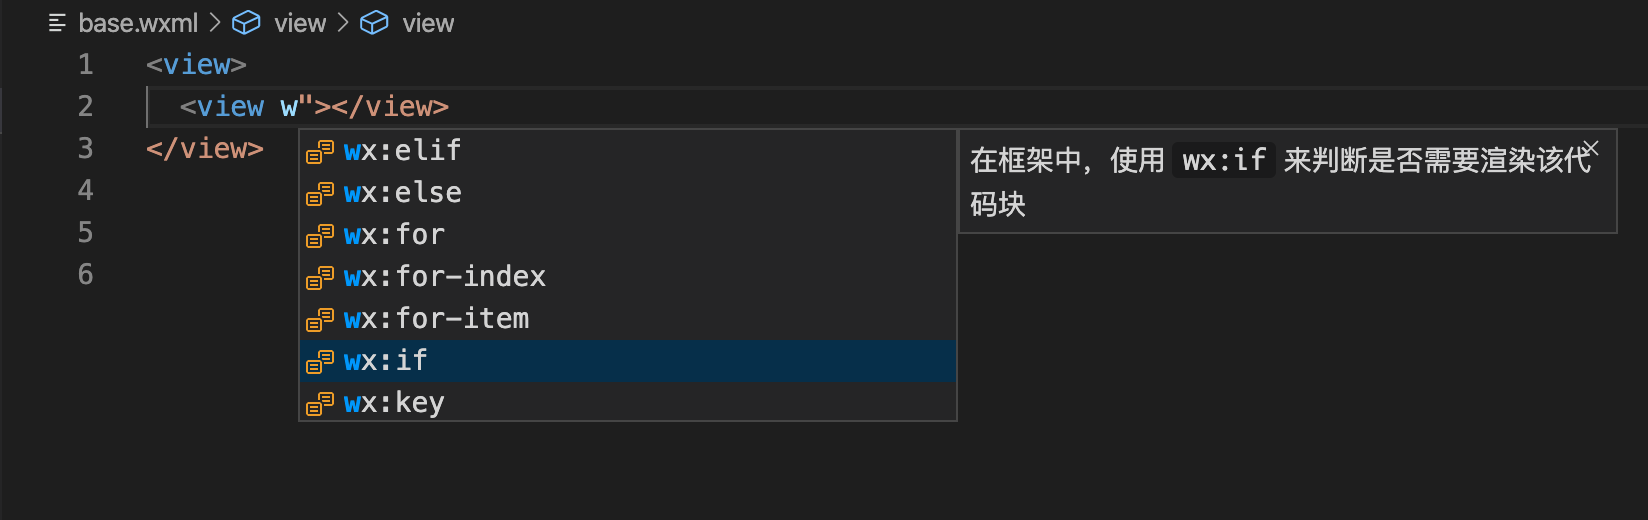 base.wxml > view > view
1 <view>
2 <view w"></view>
3 </view>
4
5
6
wx:elif
wx:else
wx:for
wx:for-index
wx:for-item
wx:if
wx:key
在框架中，使用 wx:if 来判断是否需要渲染该代
码块